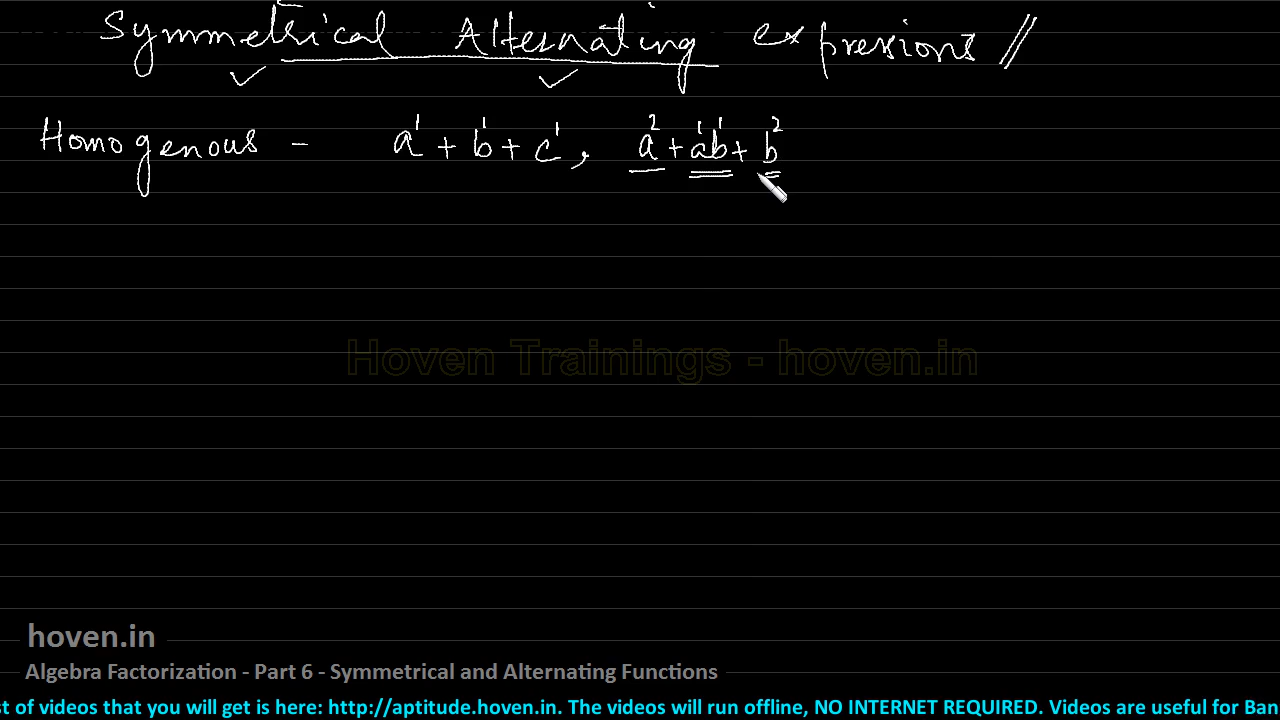 Symmetrical Alternating expressions //
Homogenous - a¹ + b¹ + c¹, a² + a¹b¹ + b²
Hoven Trainings - hoven.in
hoven.in
Algebra Factorization - Part 6 - Symmetrical and Alternating Functions
st of videos that you will get is here: http://aptitude.hoven.in. The videos will run offline, NO INTERNET REQUIRED. Videos are useful for Ban